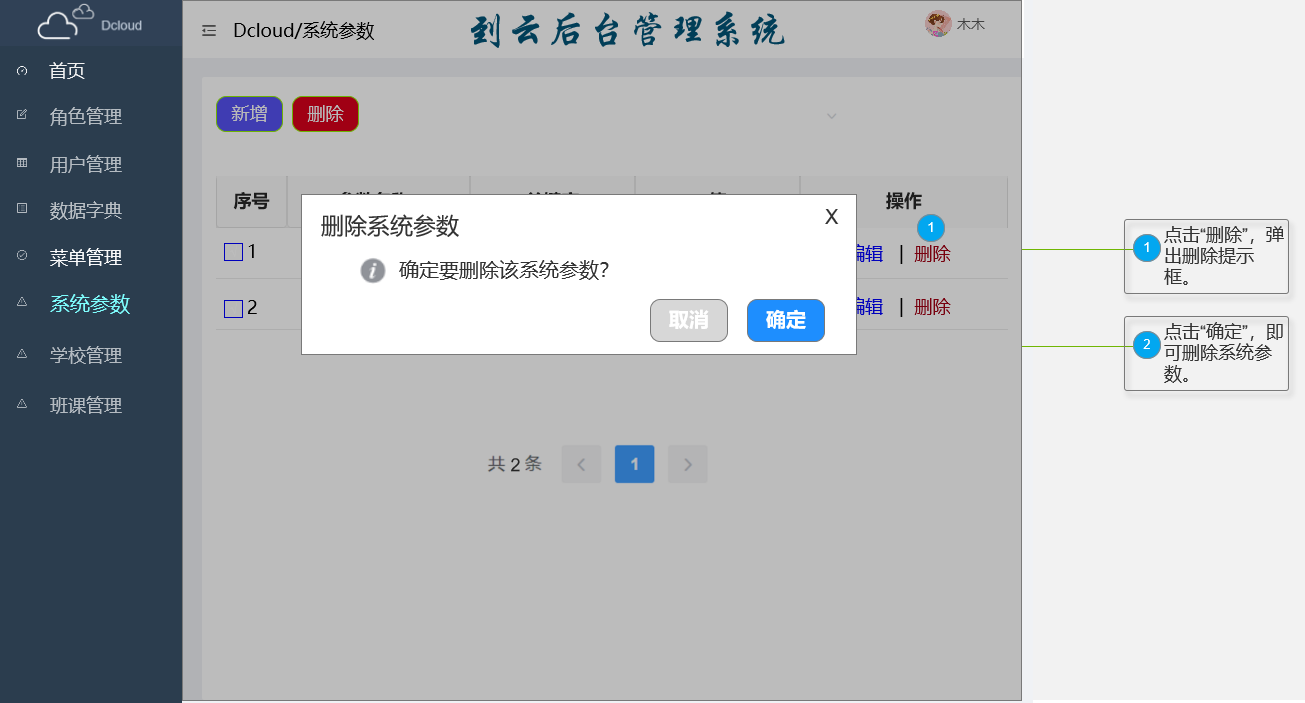 Dcloud
首页
角色管理
用户管理
数据字典
菜单管理
系统参数
学校管理
班课管理
Dcloud/系统参数
到云后台管理系统
木木
新增
删除
序号
操作
1
1
编辑 | 删除
2
编辑 | 删除
删除系统参数
X
确定要删除该系统参数?
取消
确定
共 2 条
1
1
点击“删除”，弹
出删除提示
框。
2
点击“确定”，即
可删除系统参
数。